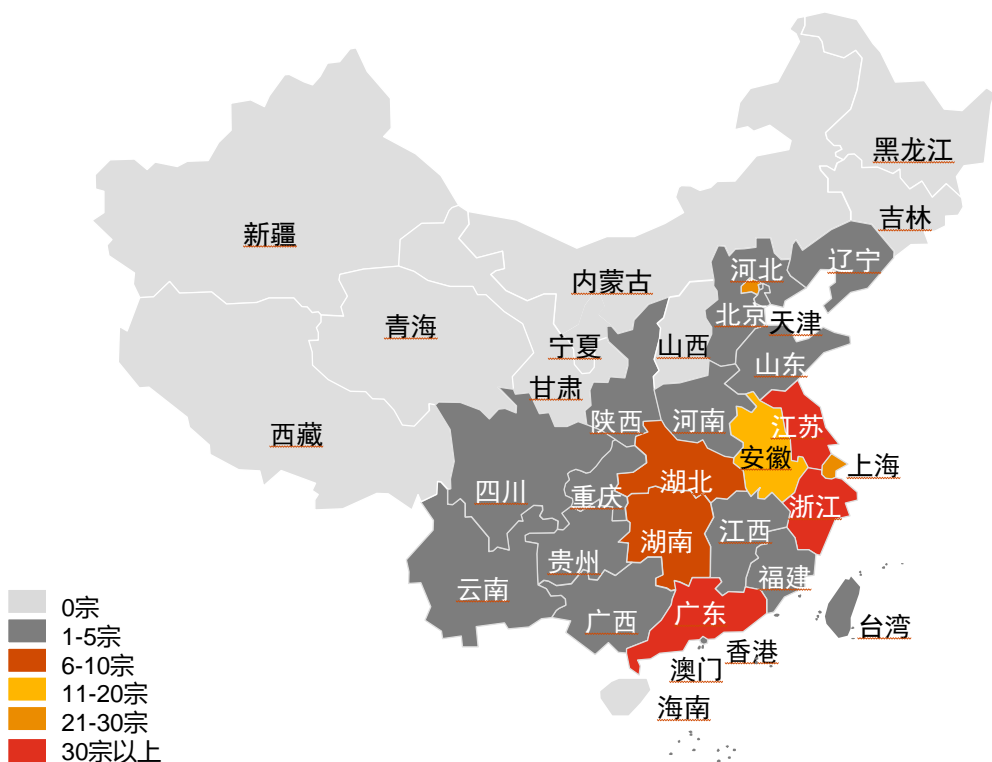 黑龙江
吉林
新疆
辽宁
河北
内蒙古
北京
天津
青海
宁夏
山西
山东
甘肃
陕西
河南
江苏
西藏
安徽
上海
四川
重庆
湖北
浙江
湖南
江西
贵州
福建
云南
广西
广东
台湾
香港
澳门
海南
0宗
1-5宗
6-10宗
11-20宗
21-30宗
30宗以上